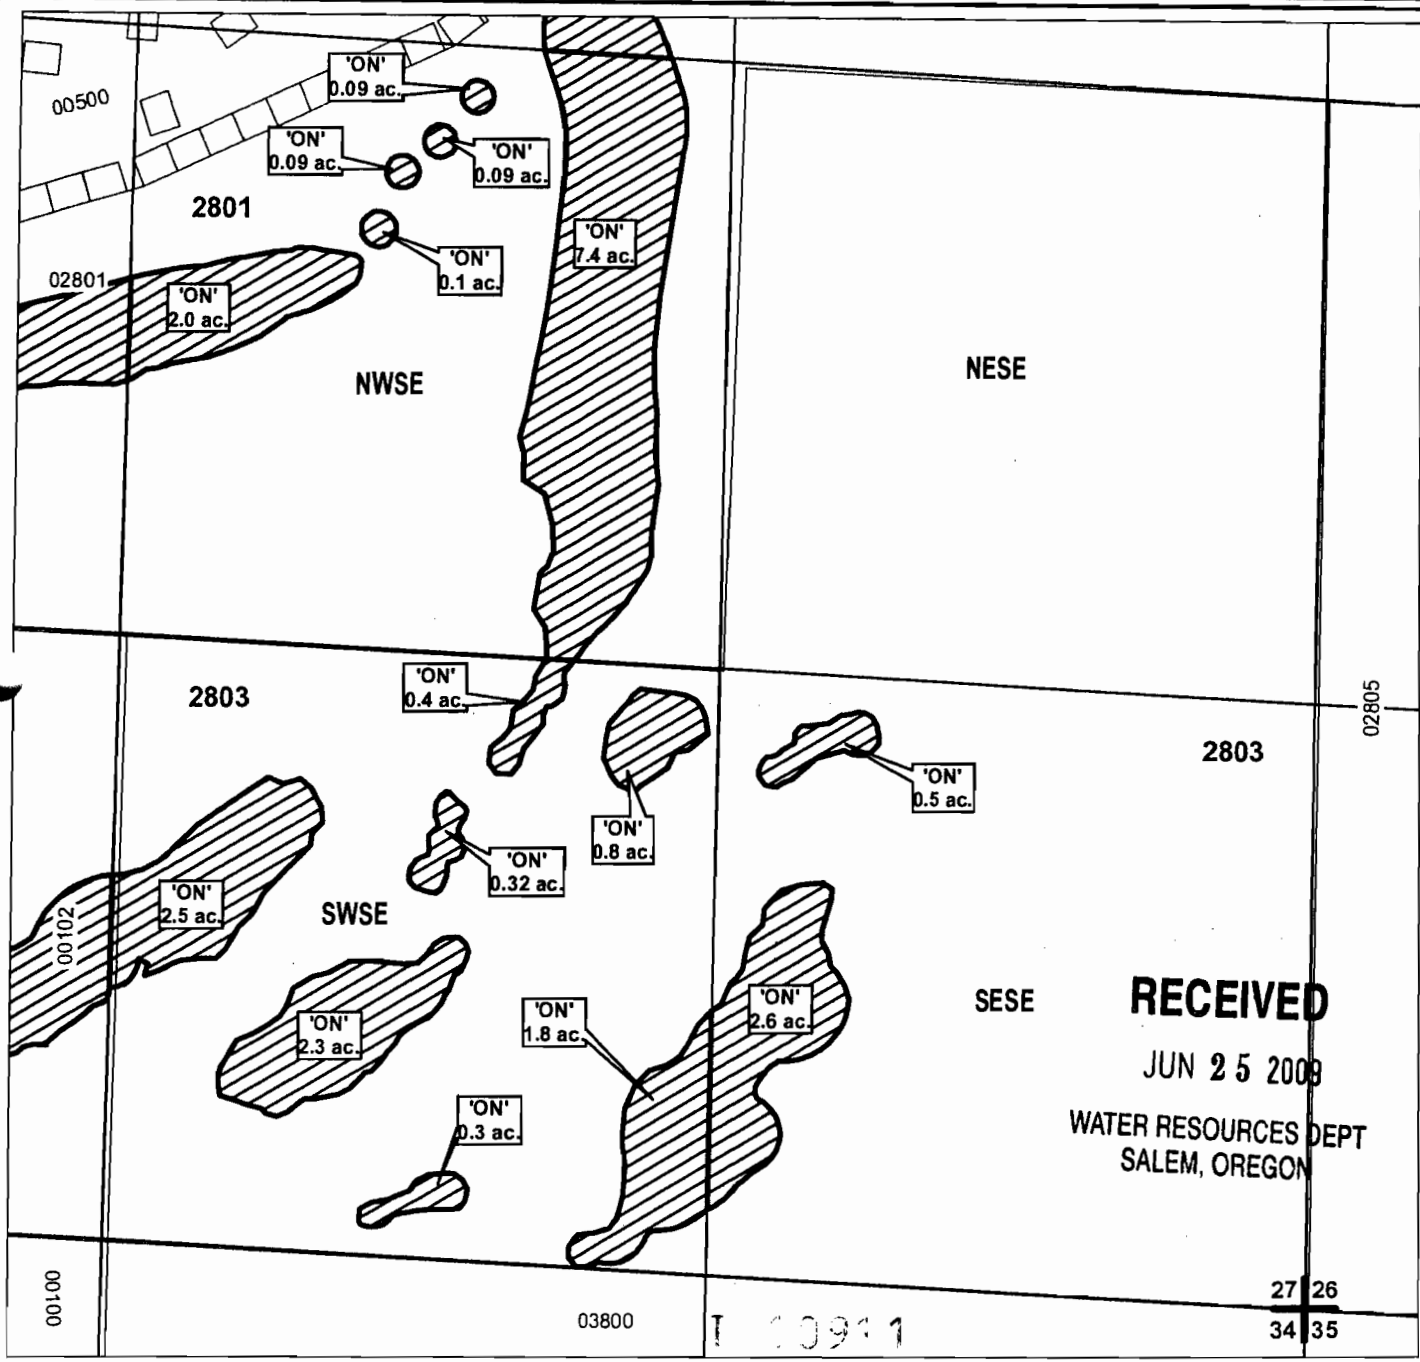 'ON'
0.09 ac.
00500
'ON'
0.09 ac.
'ON'
0.09 ac.
2801
'ON'
7.4 ac.
'ON'
0.1 ac.
02801
'ON'
2.0 ac.
NWSE
NESE
'ON'
0.4 ac.
2803
02805
2803
'ON'
0.5 ac.
'ON'
0.8 ac.
'ON'
0.32 ac.
'ON'
2.5 ac.
00102
SWSE
'ON'
2.6 ac.
SESE
RECEIVED
'ON'
1.8 ac.
'ON'
2.3 ac.
JUN 25 2009
'ON'
0.3 ac.
WATER RESOURCES DEPT
SALEM, OREGON
00100
27 26
34 35
03800